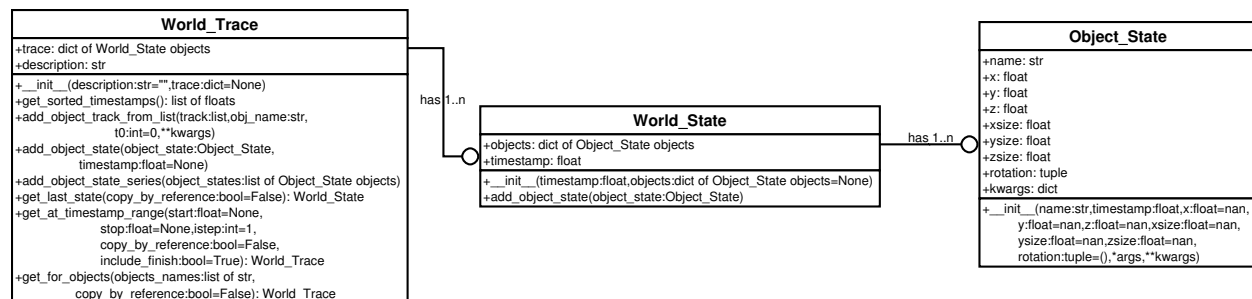 World_Trace
+trace: dict of World_State objects
+description: str
+__init__(description:str="",trace:dict=None)
+get_sorted_timestamps(): list of floats
+add_object_track_from_list(track:list,obj_name:str,
t0:int=0,**kwargs)
+add_object_state(object_state:Object_State,
timestamp:float=None)
+add_object_state_series(object_states:list of Object_State objects)
+get_last_state(copy_by_reference:bool=False): World_State
+get_at_timestamp_range(start:float=None,
stop:float=None,istep:int=1,
copy_by_reference:bool=False,
include_finish:bool=True): World_Trace
+get_for_objects(objects_names:list of str,
copy_by_reference:bool=False): World_Trace
has 1..n
World_State
+objects: dict of Object_State objects
+timestamp: float
+__init__(timestamp:float,objects:dict of Object_State objects=None)
+add_object_state(object_state:Object_State)
has 1..n
Object_State
+name: str
+x: float
+y: float
+z: float
+xsize: float
+ysize: float
+zsize: float
+rotation: tuple
+kwargs: dict
+__init__(name:str,timestamp:float,x:float=nan,
y:float=nan,z:float=nan,xsize:float=nan,
ysize:float=nan,zsize:float=nan,
rotation:tuple=(),*args,**kwargs)